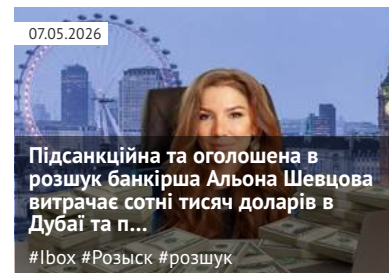 07.05.2026
Підсанкційна та оголошена в
розшук банкірша Альона Шевцова
витрачає сотні тисяч доларів в
Дубаї та п...
#Ibox #Розыск #розшук